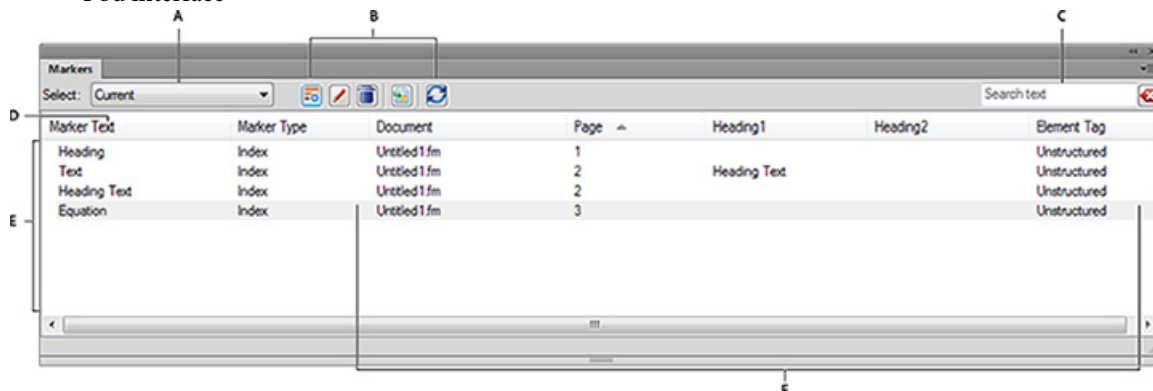 Pod interface
A B C
Markers
Select: Current Search text
D
Marker Text Marker Type Document Page Heading1 Heading2 Element Tag
Heading Index Untitled1.fm 1 Unstructured
Text Index Untitled1.fm 2 Heading Text Unstructured
Heading Text Index Untitled1.fm 2 Unstructured
Equation Index Untitled1.fm 3 Unstructured
E